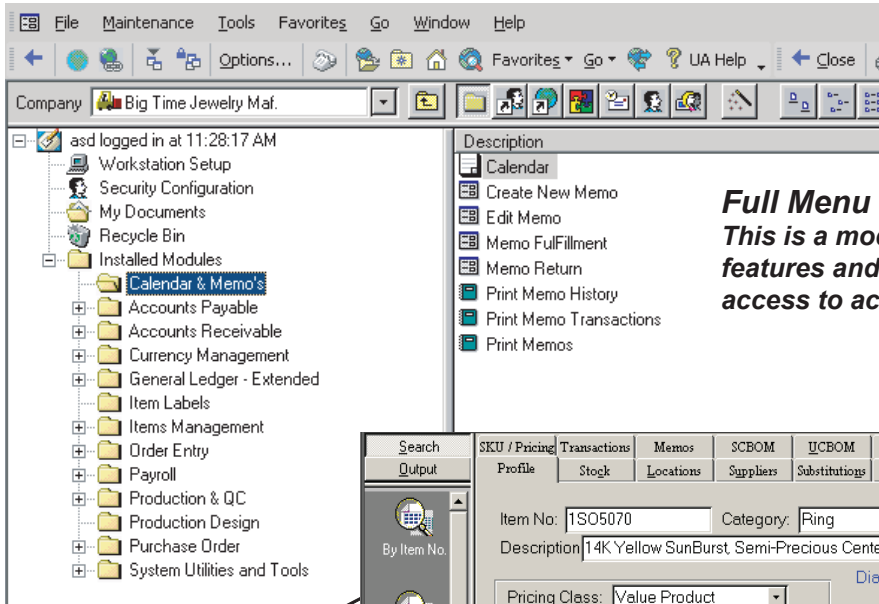 File Maintenance Tools Favorites Go Window Help
Options... Favorites Go UA Help Close
Company Big Time Jewelry Maf.
asd logged in at 11:28:17 AM
Workstation Setup
Security Configuration
My Documents
Recycle Bin
Installed Modules
Calendar & Memo's
Accounts Payable
Accounts Receivable
Currency Management
General Ledger - Extended
Item Labels
Items Management
Order Entry
Payroll
Production & QC
Production Design
Purchase Order
System Utilities and Tools
Description
Calendar
Create New Memo
Edit Memo
Memo FulFillment
Memo Return
Print Memo History
Print Memo Transactions
Print Memos
Full Menu
This is a mo
features and
access to ac
Search
Output
By Item No.
SKU / Pricing Transactions Memos SCBOM UCBOM
Profile Stock Locations Suppliers Substitutions
Item No: 1SO5070 Category: Ring
Description 14K Yellow SunBurst, Semi-Precious Cente
Dia
Pricing Class: Value Product